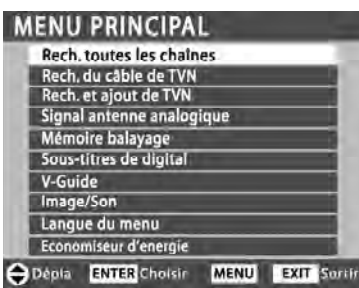 MENU PRINCIPAL
Rech. toutes les chaînes
Rech. du câble de TVN
Rech. et ajout de TVN
Signal antenne analogique
Mémoire balayage
Sous-titres de digital
V-Guide
Image/Son
Langue du menu
Economiseur d'energie
Dépla ENTER Choisir MENU EXIT Sortir